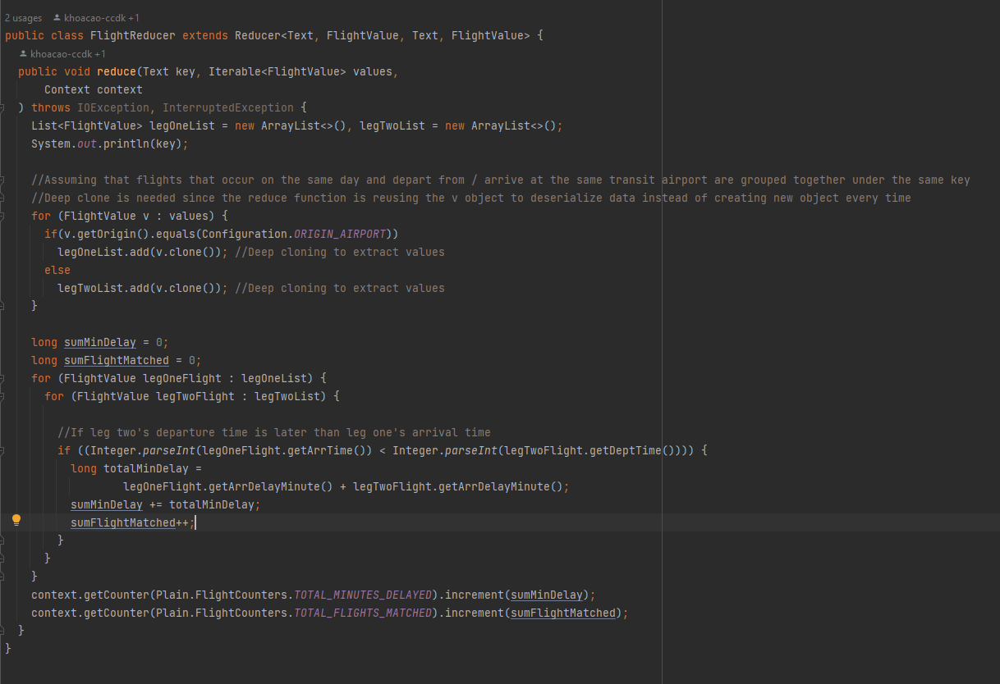 2 usages khoacao-ccdk +1
public class FlightReducer extends Reducer<Text, FlightValue, Text, FlightValue> {
khoacao-ccdk +1
public void reduce(Text key, Iterable<FlightValue> values,
Context context
) throws IOException, InterruptedException {
List<FlightValue> legOneList = new ArrayList<>(), legTwoList = new ArrayList<>();
System.out.println(key);
//Assuming that flights that occur on the same day and depart from / arrive at the same transit airport are grouped together under the same key
//Deep clone is needed since the reduce function is reusing the v object to deserialize data instead of creating new object every time
for (FlightValue v : values) {
if(v.getOrigin().equals(Configuration.ORIGIN_AIRPORT))
legOneList.add(v.clone()); //Deep cloning to extract values
else
legTwoList.add(v.clone()); //Deep cloning to extract values
}
long sumMinDelay = 0;
long sumFlightMatched = 0;
for (FlightValue legOneFlight : legOneList) {
for (FlightValue legTwoFlight : legTwoList) {
//If leg two's departure time is later than leg one's arrival time
if ((Integer.parseInt(legOneFlight.getArrTime()) < Integer.parseInt(legTwoFlight.getDeptTime()))) {
long totalMinDelay =
legOneFlight.getArrDelayMinute() + legTwoFlight.getArrDelayMinute();
sumMinDelay += totalMinDelay;
sumFlightMatched++;
}
}
}
context.getCounter(Plain.FlightCounters.TOTAL_MINUTES_DELAYED).increment(sumMinDelay);
context.getCounter(Plain.FlightCounters.TOTAL_FLIGHTS_MATCHED).increment(sumFlightMatched);
}
}